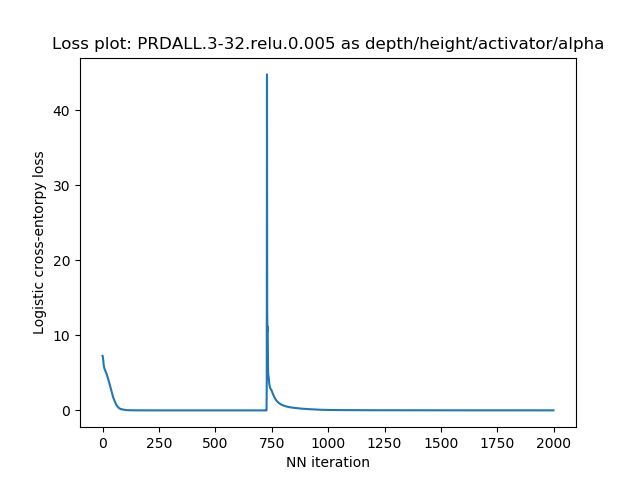 Loss plot: PRDALL.3-32.relu.0.005 as depth/height/activator/alpha
Logistic cross-entorpy loss
40
30
20
10
0
0 250 500 750 1000 1250 1500 1750 2000
NN iteration